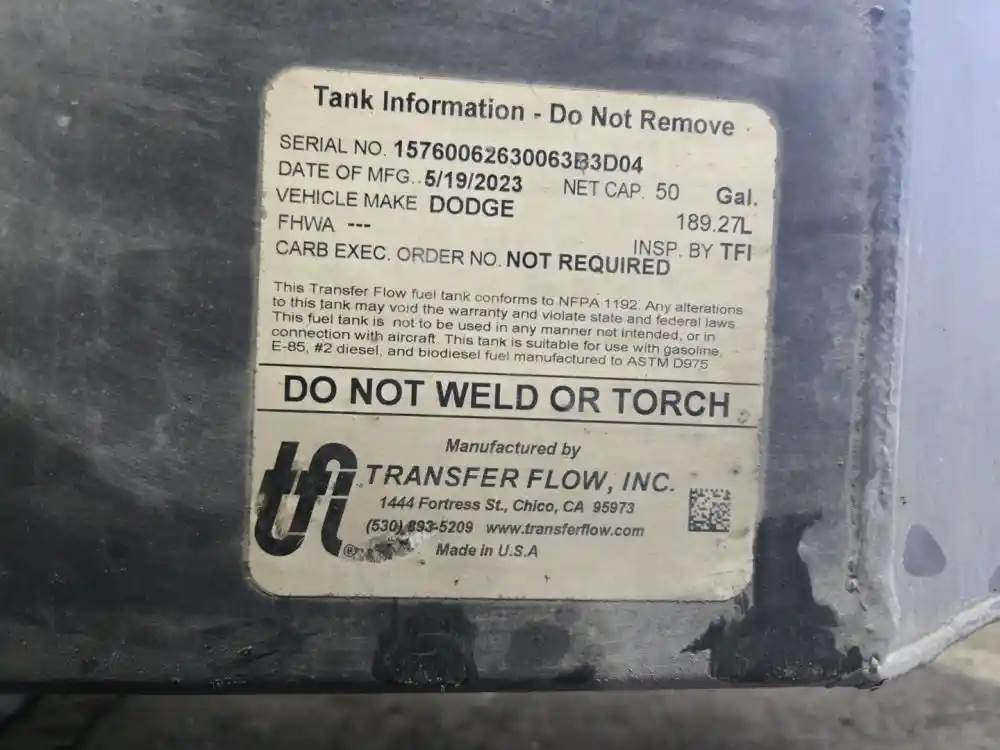 Tank Information - Do Not Remove
SERIAL NO. 15760062630063B3D04
DATE OF MFG.. 5/19/2023 NET CAP. 50 Gal.
VEHICLE MAKE DODGE 189.27L
FHWA --- INSP. BY TFI
CARB EXEC. ORDER NO. NOT REQUIRED
This Transfer Flow fuel tank conforms to NFPA 1192. Any alterations
to this tank may void the warranty and violate state and federal laws.
This fuel tank is not to be used in any manner not intended, or in
connection with aircraft. This tank is suitable for use with gasoline,
E-85, #2 diesel, and biodiesel fuel manufactured to ASTM D975
DO NOT WELD OR TORCH
Manufactured by
tfi TRANSFER FLOW, INC.
1444 Fortress St., Chico, CA 95973
(530) 893-5209 www.transferflow.com
® Made in U.S.A